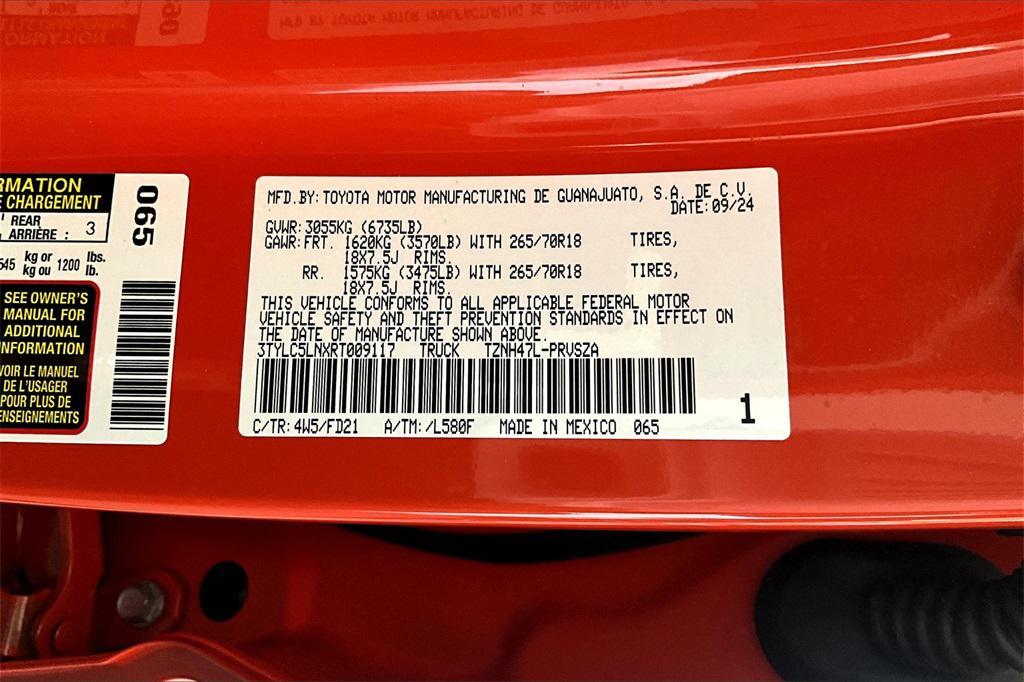 RMATION
E CHARGEMENT
REAR
ARRIÈRE : 3
545 kg or 1200 lbs.
kg ou lb.
SEE OWNER'S
MANUAL FOR
ADDITIONAL
INFORMATION
VOIR LE MANUEL
DE L'USAGER
POUR PLUS DE
RENSEIGNEMENTS
065
MFD.BY:TOYOTA MOTOR MANUFACTURING DE GUANAJUATO, S.A. DE C.V.
DATE:09/24
GVWR:3055KG (6735LB)
GAWR:FRT. 1620KG (3570LB) WITH 265/70R18 TIRES,
18X7.5J RIMS.
RR. 1575KG (3475LB) WITH 265/70R18 TIRES,
18X7.5J RIMS.
THIS VEHICLE CONFORMS TO ALL APPLICABLE FEDERAL MOTOR
VEHICLE SAFETY AND THEFT PREVENTION STANDARDS IN EFFECT ON
THE DATE OF MANUFACTURE SHOWN ABOVE.
3TYLC5LNXRT009117 TRUCK TZNH47L-PRVSZA
1
C/TR:4W5/FD21 A/TM:/L580F MADE IN MEXICO 065